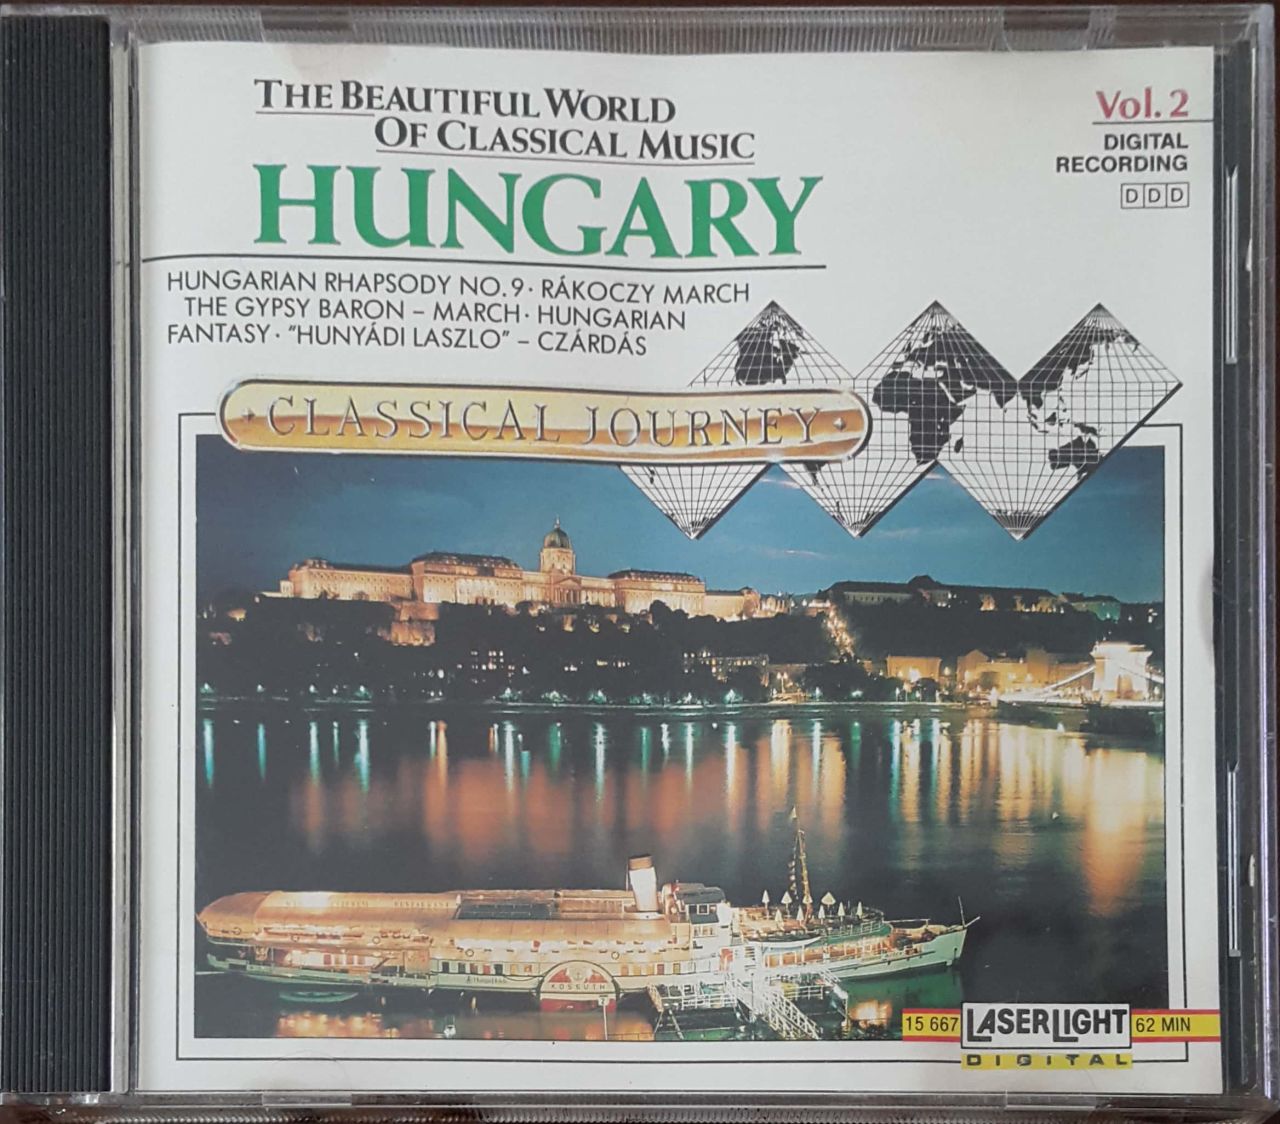 THE BEAUTIFUL WORLD
OF CLASSICAL MUSIC
HUNGARY
Vol. 2
DIGITAL
RECORDING
DDD
HUNGARIAN RHAPSODY NO. 9 · RÁKOCZY MARCH
THE GYPSY BARON – MARCH · HUNGARIAN
FANTASY · "HUNYÁDI LASZLO" – CZÁRDÁS
CLASSICAL JOURNEY
KOSSUTH
15 667 LASERLIGHT 62 MIN
DIGITAL